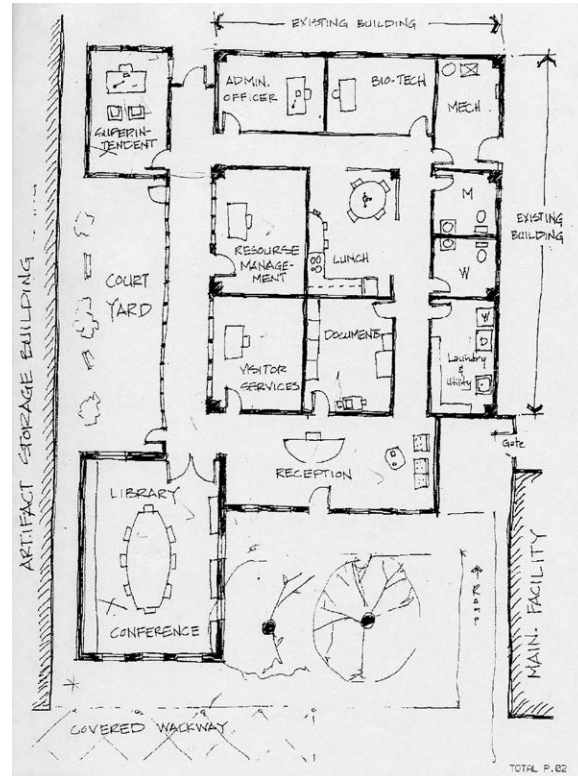 EXISTING BUILDING
ADMIN.
OFFICER
BIO-TECH
MECH
SUPERIN-
TENDENT
M
EXISTING
BUILDING
RESOURSE
MANAGE-
MENT
LUNCH
W
COURT
YARD
ARTIFACT STORAGE BUILDING
VISITOR
SERVICES
DOCUMENT
Laundry
&
Utility
Gate
RECEPTION
LIBRARY
CONFERENCE
MAIN. FACILITY
COVERED WALKWAY
TOTAL P.02